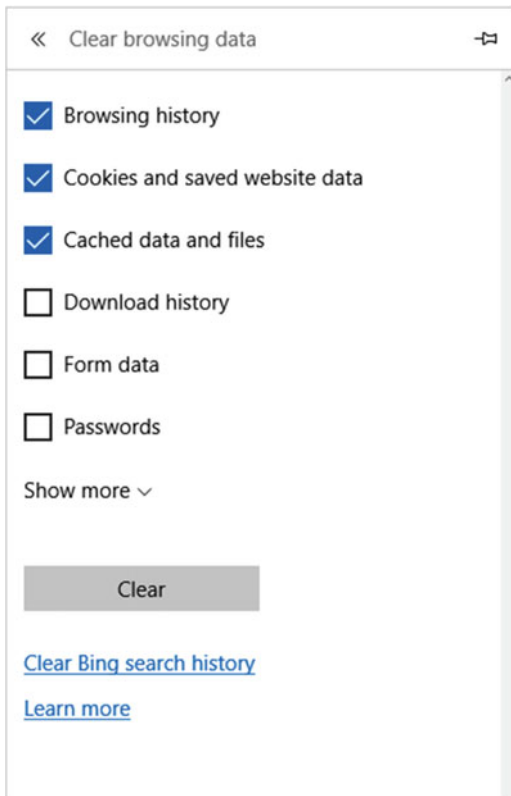 Clear browsing data
Browsing history
Cookies and saved website data
Cached data and files
Download history
Form data
Passwords
Show more
Clear
Clear Bing search history
Learn more